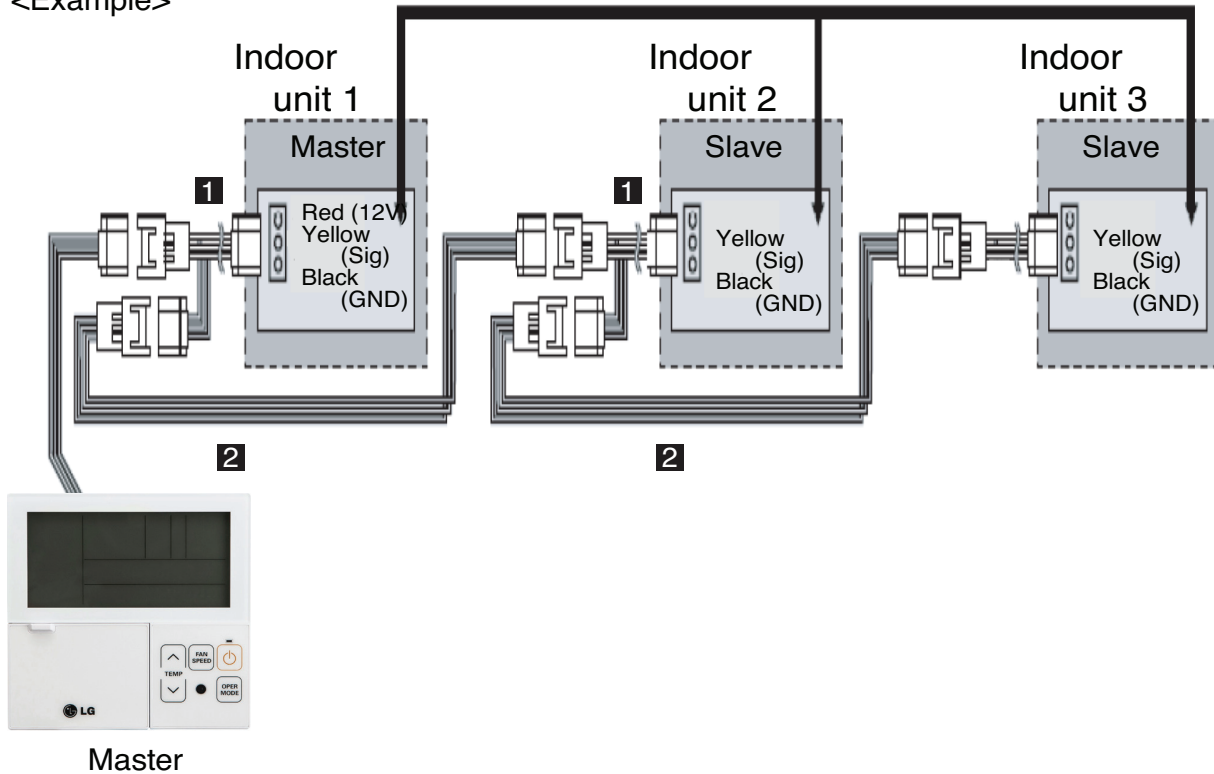 <Example>
Indoor
unit 1
Indoor
unit 2
Indoor
unit 3
Master
Slave
Slave
1
1
Red (12V)
Yellow
(Sig)
Black
(GND)
Yellow
(Sig)
Black
(GND)
Yellow
(Sig)
Black
(GND)
2
2
FAN
SPEED
TEMP
OPER
MODE
LG
Master